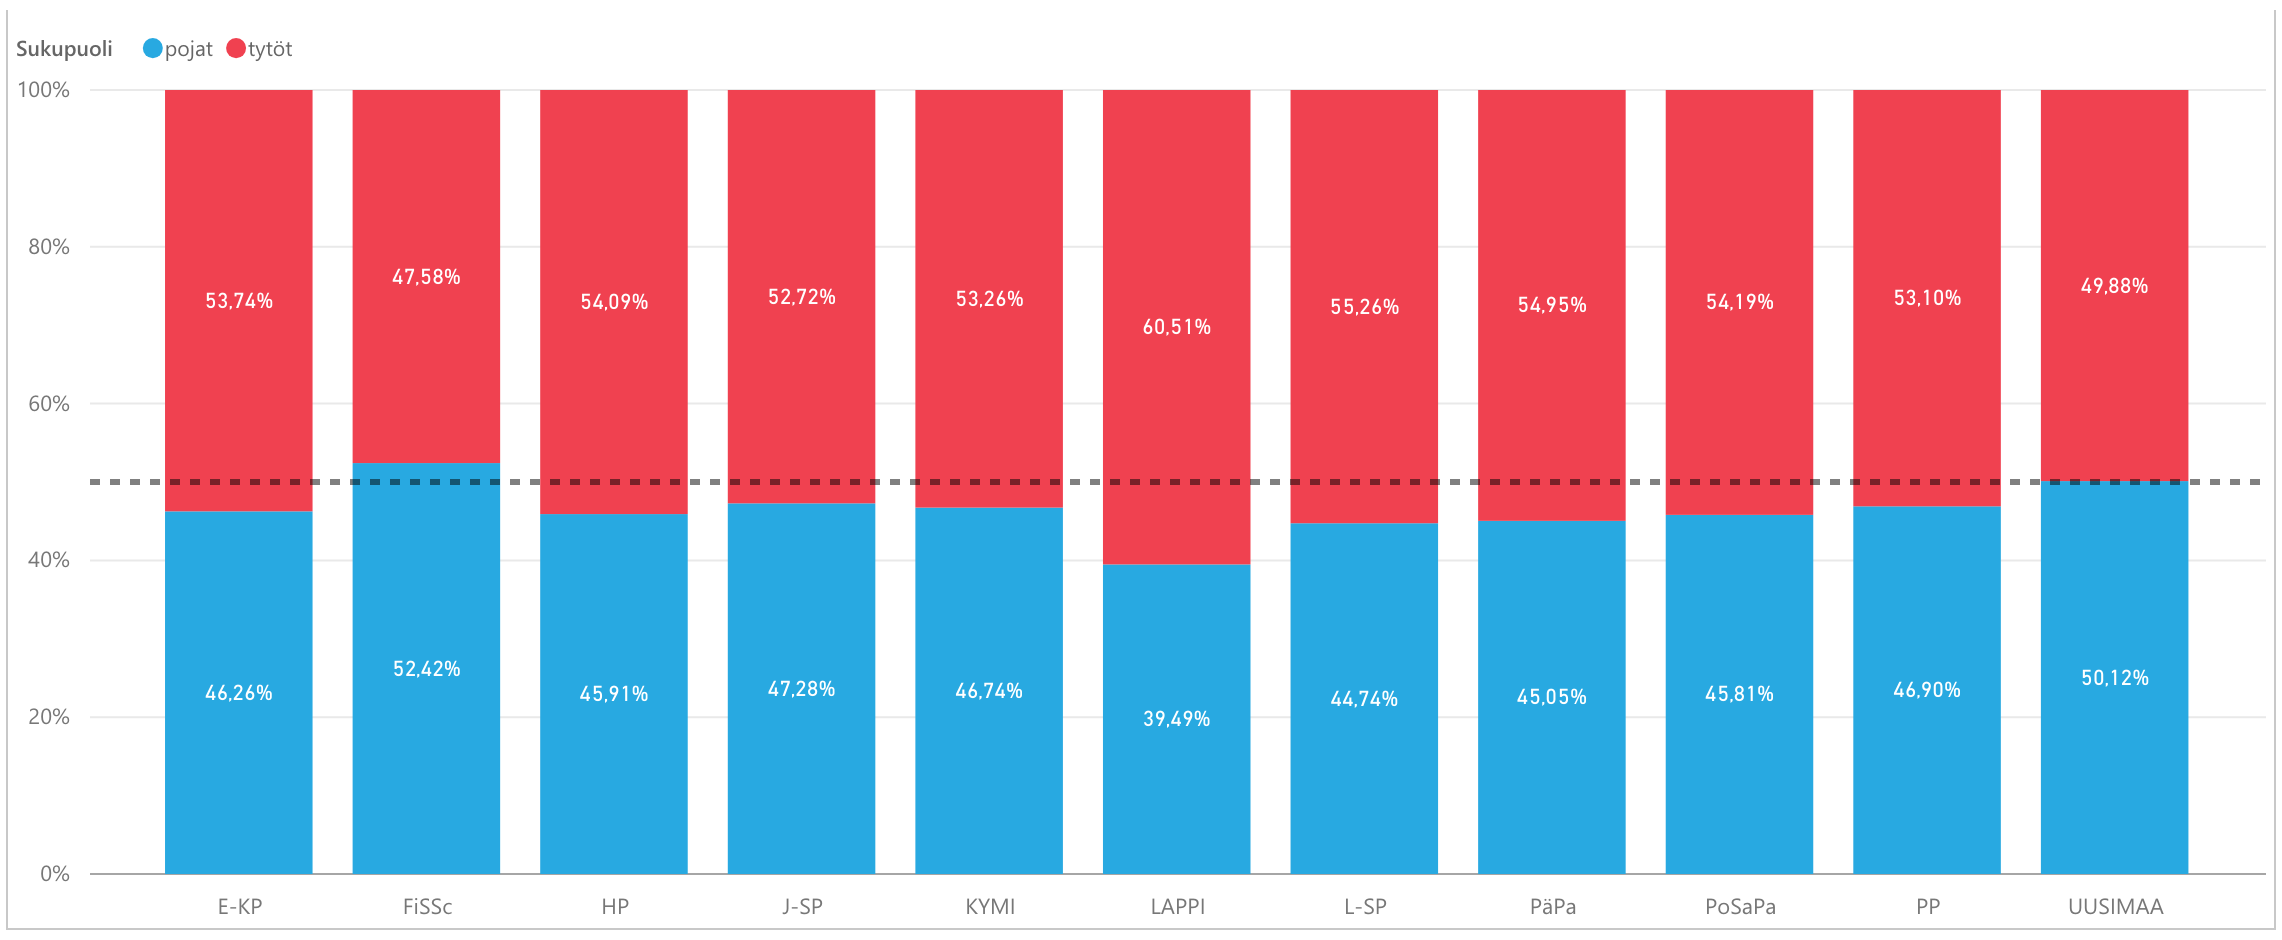 Sukupuoli pojat tytöt
100%
80%
60%
40%
20%
0%
53,74% 47,58% 54,09% 52,72% 53,26% 60,51% 55,26% 54,95% 54,19% 53,10% 49,88%
46,26% 52,42% 45,91% 47,28% 46,74% 39,49% 44,74% 45,05% 45,81% 46,90% 50,12%
E-KP FiSSc HP J-SP KYMI LAPPI L-SP PäPa PoSaPa PP UUSIMAA